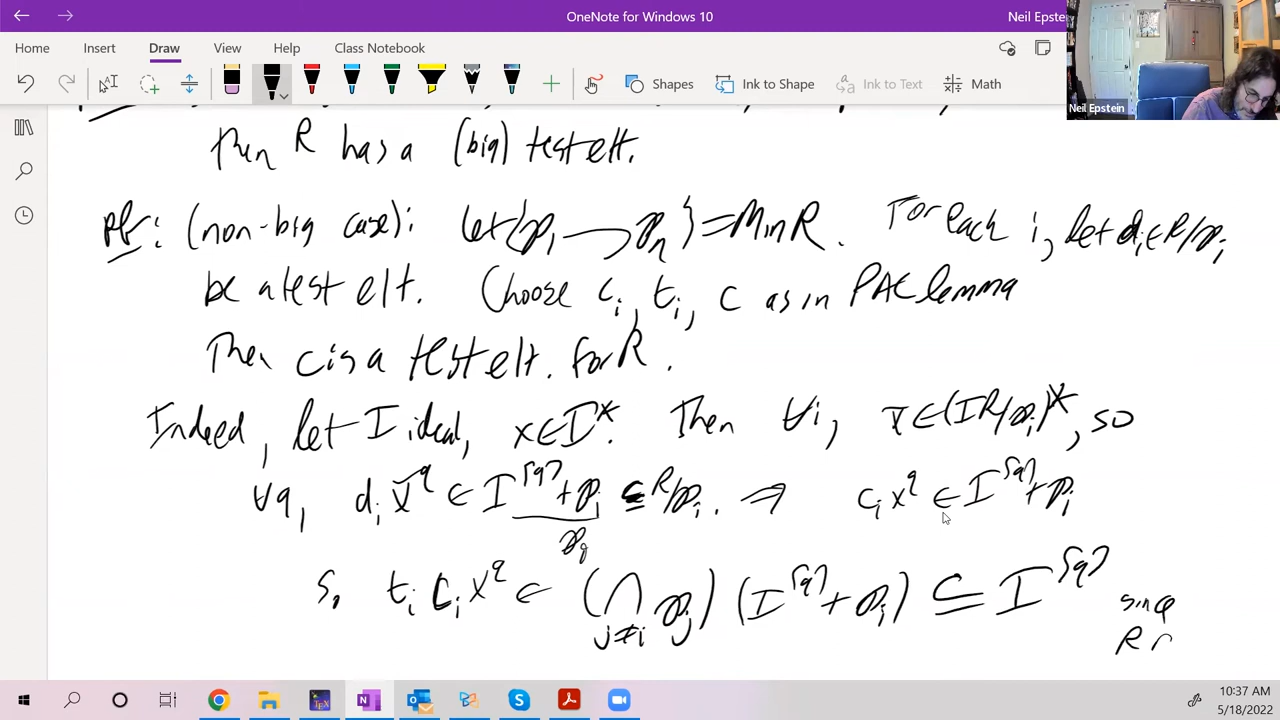 OneNote for Windows 10
Neil Epste
Home Insert Draw View Help Class Notebook
Shapes Ink to Shape Ink to Text Math
Neil Epstein
then R has a (big) test elt.
pf: (non-big case): let {𝔭₁ — 𝔭ₙ} = Min R. For each i, let dᵢ ∈ R/𝔭ᵢ
be a test elt. Choose cᵢ, tᵢ, c as in PAC lemma
Then c is a test elt. for R.
Indeed, let I ideal, x ∈ I*. Then ∀i, x̄ ∈ (I R/𝔭ᵢ)*, so
∀q, dᵢ x̄^q ∈ I^[q] + 𝔭ᵢ ⊆ R/𝔭ᵢ. ⇒ cᵢ x^q ∈ I^[q] + 𝔭ᵢ
So tᵢ cᵢ x^q ∈ (⋂_{j≠i} 𝔭ⱼ) (I^[q] + 𝔭ᵢ) ⊆ I^[q] since
R r
10:37 AM
5/18/2022